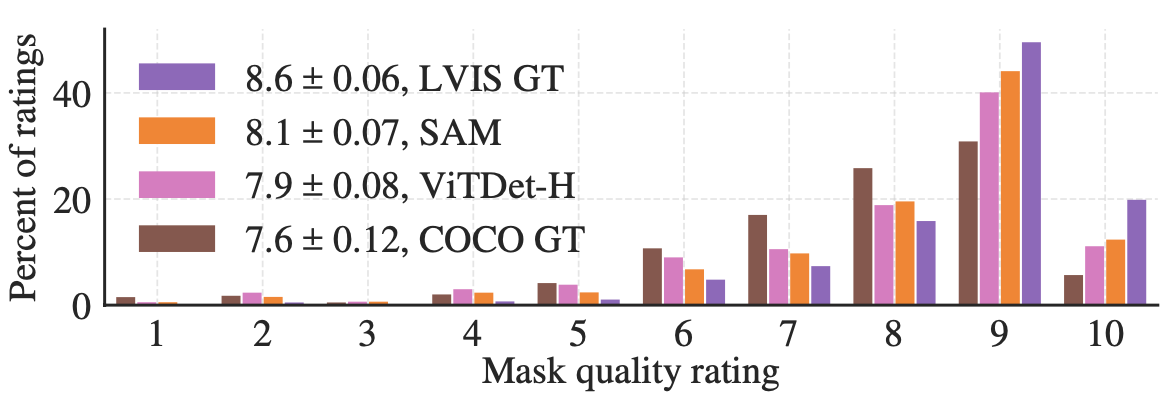 Percent of ratings
40
20
0
8.6 ± 0.06, LVIS GT
8.1 ± 0.07, SAM
7.9 ± 0.08, ViTDet-H
7.6 ± 0.12, COCO GT
1 2 3 4 5 6 7 8 9 10
Mask quality rating